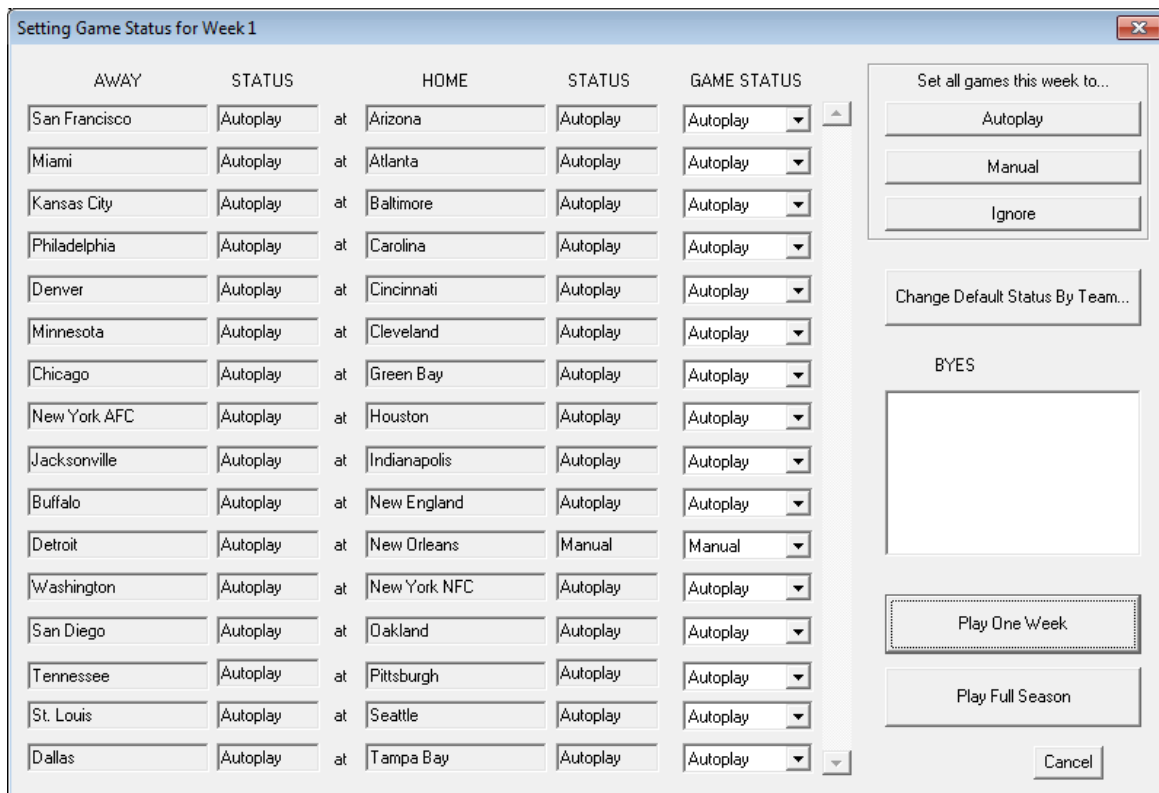 Setting Game Status for Week 1
AWAY STATUS HOME STATUS GAME STATUS Set all games this week to...
San Francisco Autoplay at Arizona Autoplay Autoplay Autoplay
Miami Autoplay at Atlanta Autoplay Autoplay Manual
Kansas City Autoplay at Baltimore Autoplay Autoplay Ignore
Philadelphia Autoplay at Carolina Autoplay Autoplay
Denver Autoplay at Cincinnati Autoplay Autoplay Change Default Status By Team...
Minnesota Autoplay at Cleveland Autoplay Autoplay
Chicago Autoplay at Green Bay Autoplay Autoplay BYES
New York AFC Autoplay at Houston Autoplay Autoplay
Jacksonville Autoplay at Indianapolis Autoplay Autoplay
Buffalo Autoplay at New England Autoplay Autoplay
Detroit Autoplay at New Orleans Manual Manual
Washington Autoplay at New York NFC Autoplay Autoplay
San Diego Autoplay at Oakland Autoplay Autoplay Play One Week
Tennessee Autoplay at Pittsburgh Autoplay Autoplay
St. Louis Autoplay at Seattle Autoplay Autoplay Play Full Season
Dallas Autoplay at Tampa Bay Autoplay Autoplay Cancel